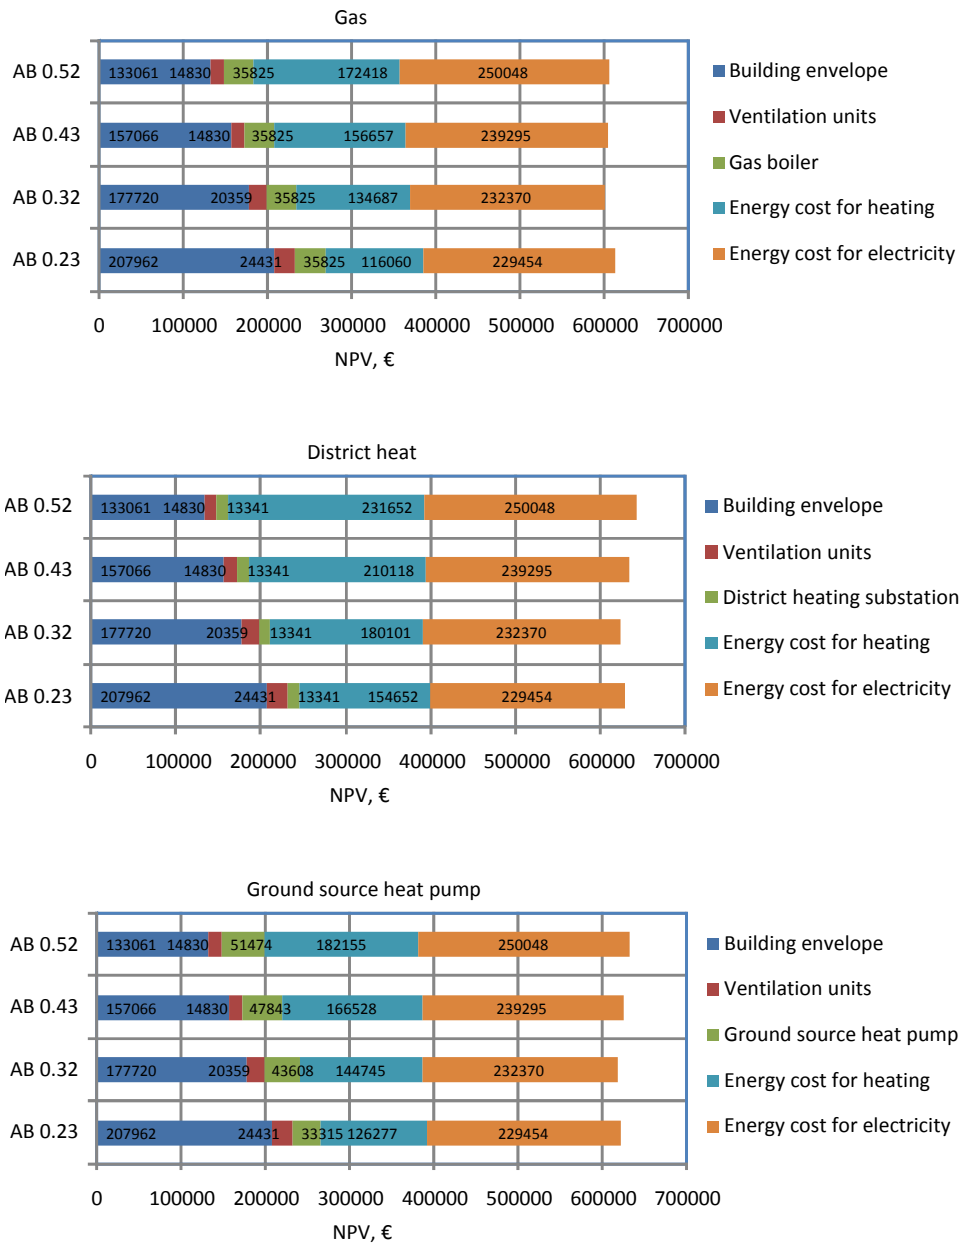 Gas
AB 0.52 133061 14830 35825 172418 250048
AB 0.43 157066 14830 35825 156657 239295
AB 0.32 177720 20359 35825 134687 232370
AB 0.23 207962 24431 35825 116060 229454
0 100000 200000 300000 400000 500000 600000 700000
NPV, €
Building envelope
Ventilation units
Gas boiler
Energy cost for heating
Energy cost for electricity
District heat
AB 0.52 133061 14830 13341 231652 250048
AB 0.43 157066 14830 13341 210118 239295
AB 0.32 177720 20359 13341 180101 232370
AB 0.23 207962 24431 13341 154652 229454
0 100000 200000 300000 400000 500000 600000 700000
NPV, €
Building envelope
Ventilation units
District heating substation
Energy cost for heating
Energy cost for electricity
Ground source heat pump
AB 0.52 133061 14830 51474 182155 250048
AB 0.43 157066 14830 47843 166528 239295
AB 0.32 177720 20359 43608 144745 232370
AB 0.23 207962 24431 33315 126277 229454
0 100000 200000 300000 400000 500000 600000 700000
NPV, €
Building envelope
Ventilation units
Ground source heat pump
Energy cost for heating
Energy cost for electricity